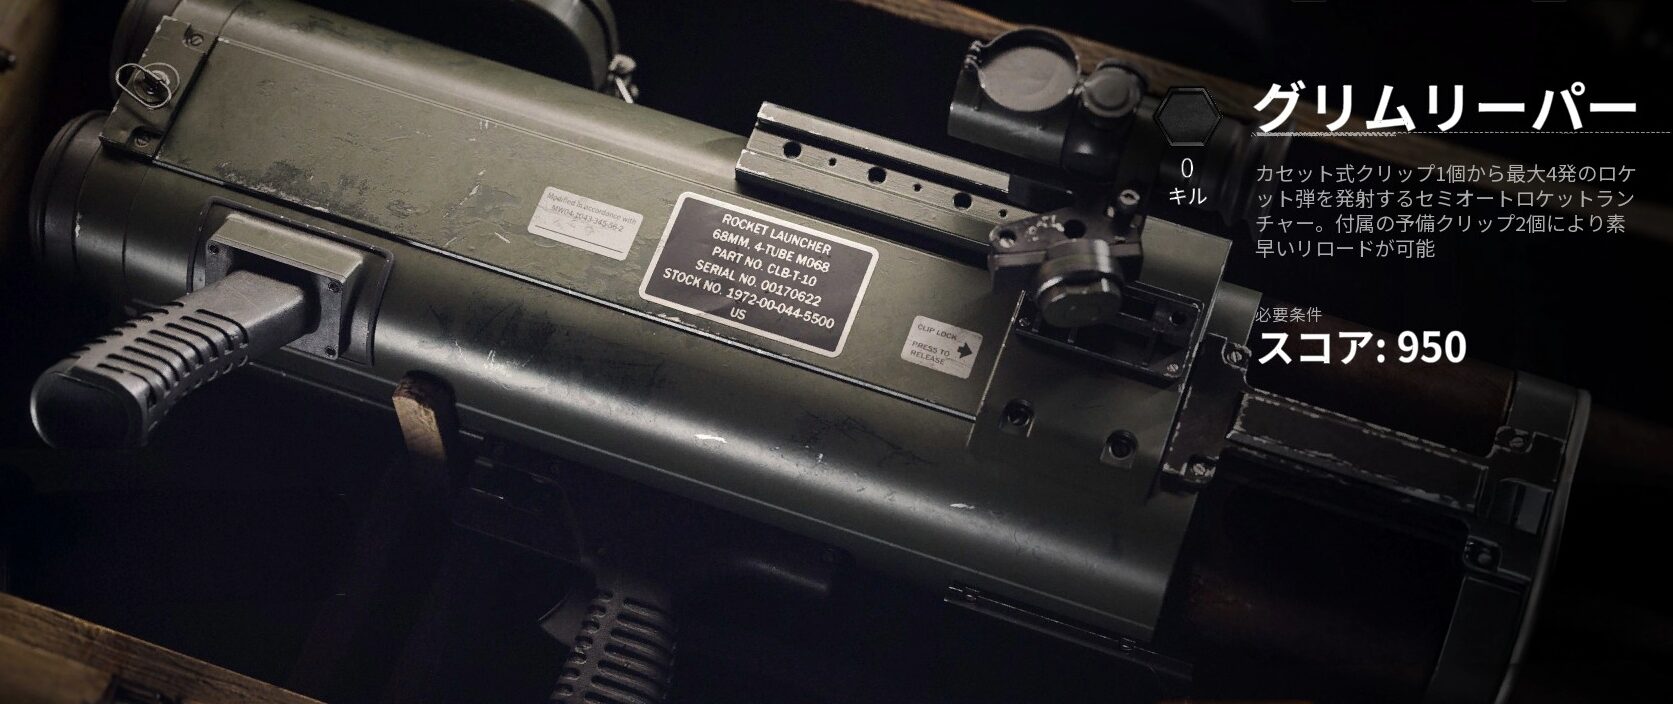 Modified in accordance with
ROCKET LAUNCHER
68MM, 4-TUBE M068
PART NO. CLB-T-10
SERIAL NO. 00170622
STOCK NO. 1972-00-044-5500
US
CLIP LOCK
PRESS TO
RELEASE
グリムリーパー
0
キル
カセット式クリップ1個から最大4発のロケ
ット弾を発射するセミオートロケットラン
チャー。付属の予備クリップ2個により素
早いリロードが可能
必要条件
スコア: 950